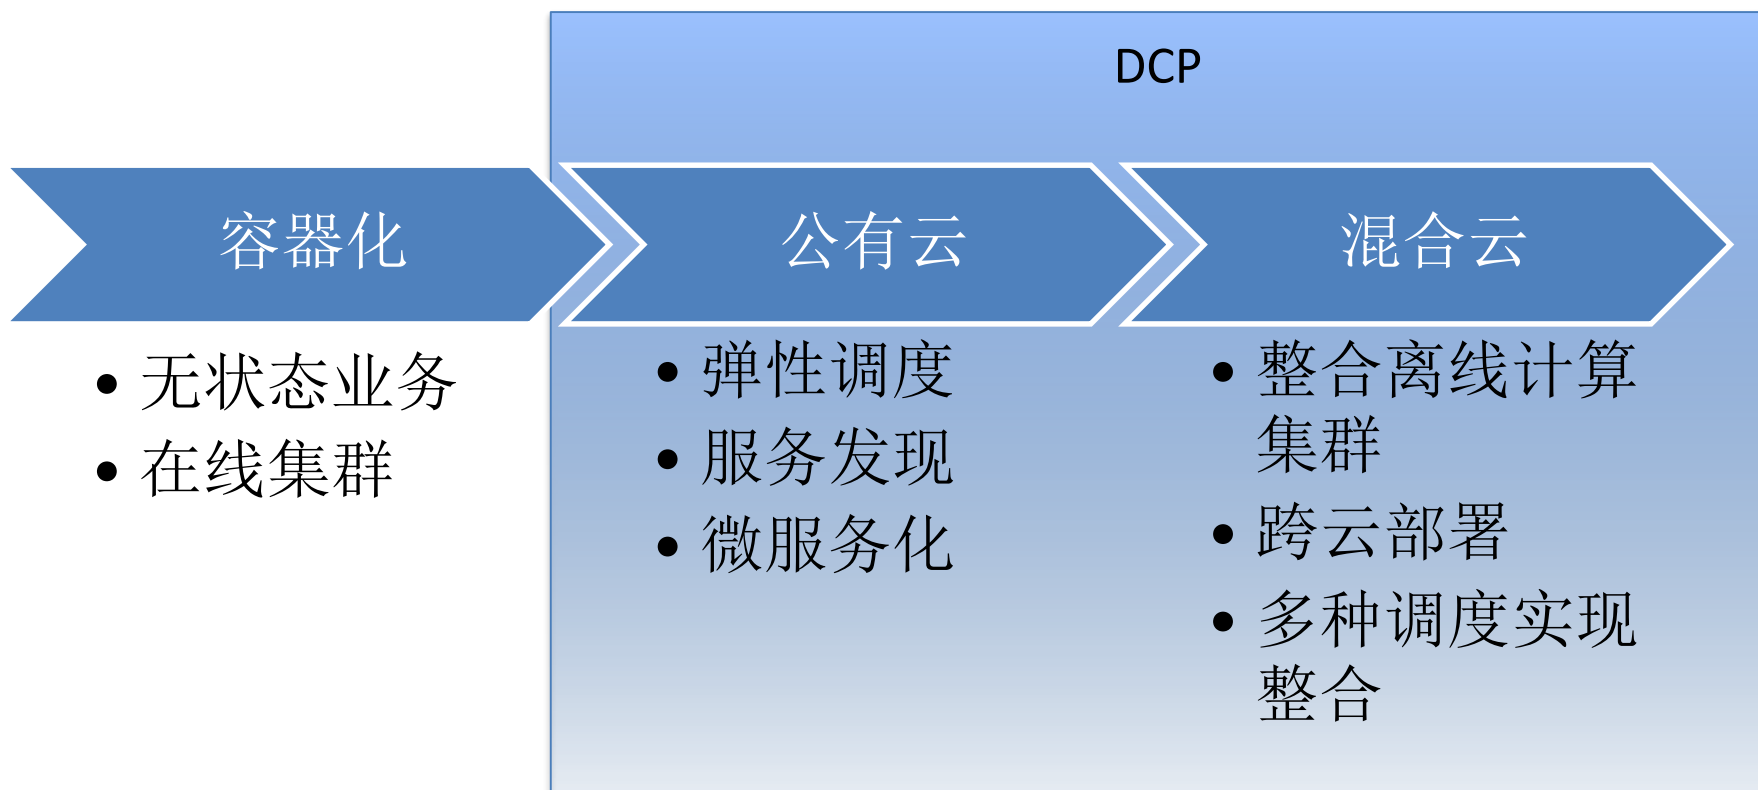 DCP
容器化
公有云
混合云
• 无状态业务
• 在线集群
• 弹性调度
• 服务发现
• 微服务化
• 整合离线计算
集群
• 跨云部署
• 多种调度实现
整合